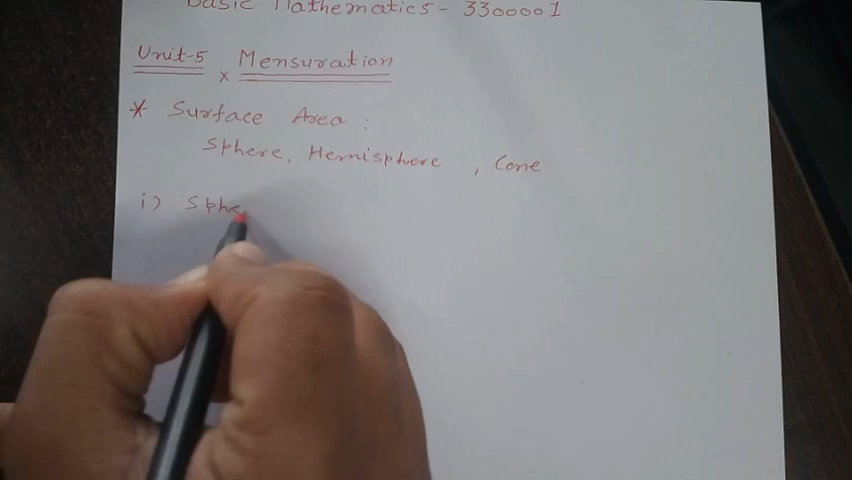 Basic Mathematics - 3300001
Unit-5 x Mensuration
* Surface Area :
Sphere, Hemisphere , Cone
i) Sphe